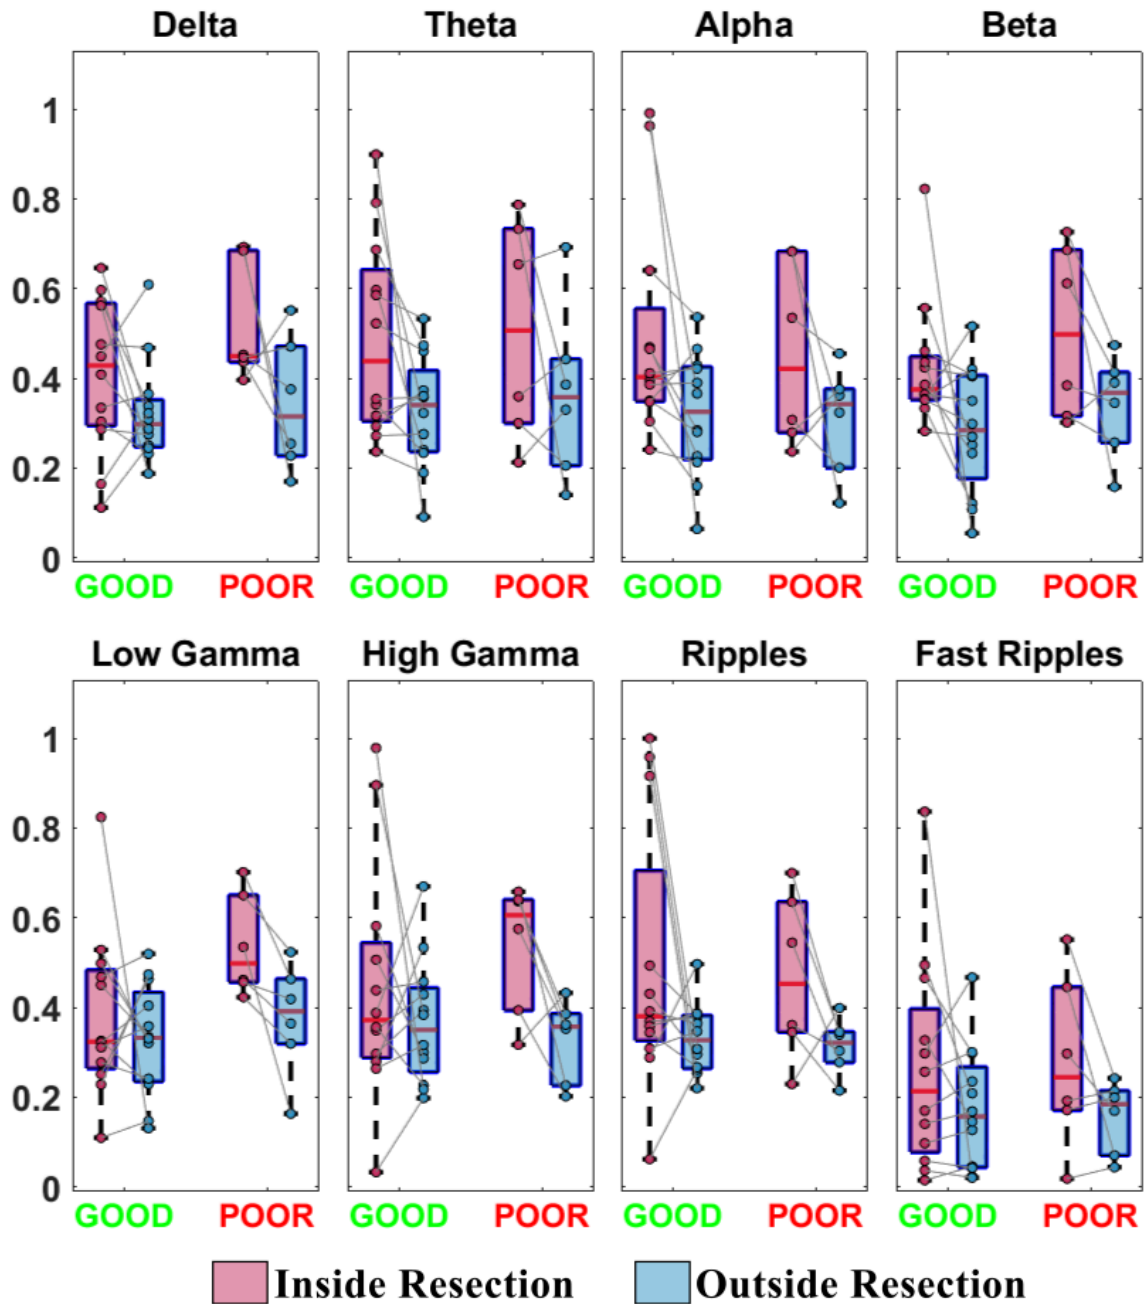 Delta Theta Alpha Beta
1
0.8
0.6
0.4
0.2
0
GOOD POOR GOOD POOR GOOD POOR GOOD POOR
Low Gamma High Gamma Ripples Fast Ripples
1
0.8
0.6
0.4
0.2
0
GOOD POOR GOOD POOR GOOD POOR GOOD POOR
Inside Resection Outside Resection